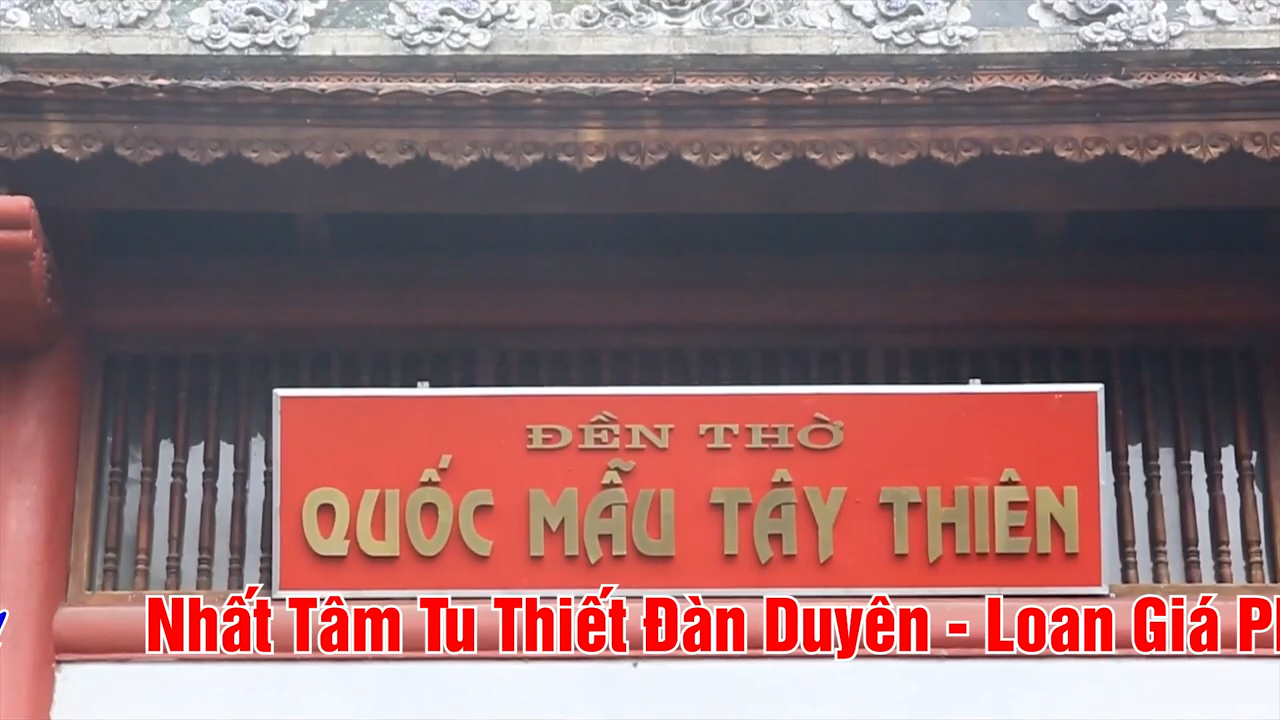 ĐỀN THỜ
QUỐC MẪU TÂY THIÊN
Nhất Tâm Tu Thiết Đàn Duyên - Loan Giá